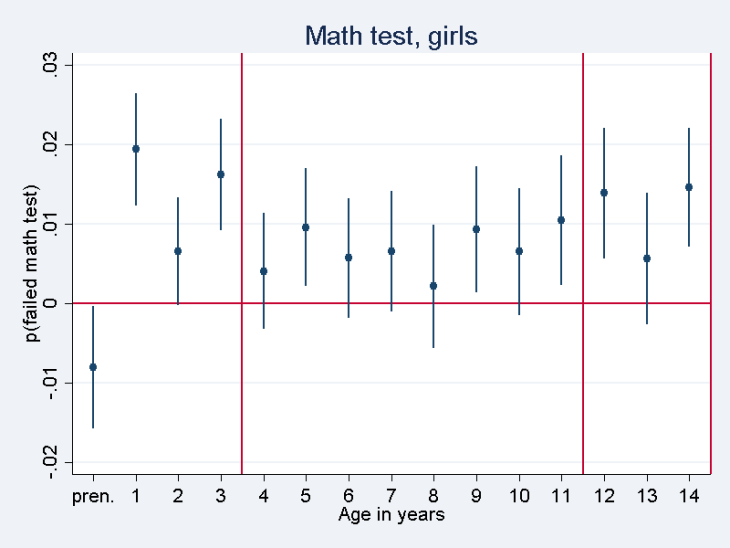 Math test, girls
p(failed math test)
.03
.02
.01
0
-.01
-.02
pren. 1 2 3 4 5 6 7 8 9 10 11 12 13 14
Age in years